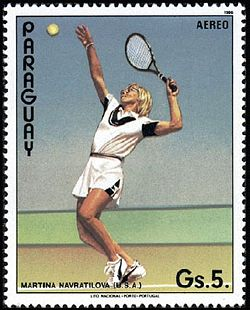 1986
AEREO
PARAGUAY
MARTINA NAVRATILOVA (U.S.A.)
Gs.5.
LITO NACIONAL-PORTO-PORTUGAL